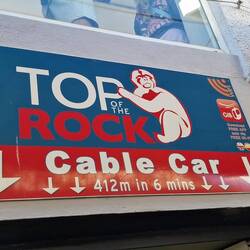 TOP
OF THE
ROCK
Cable Car
412m in 6 mins